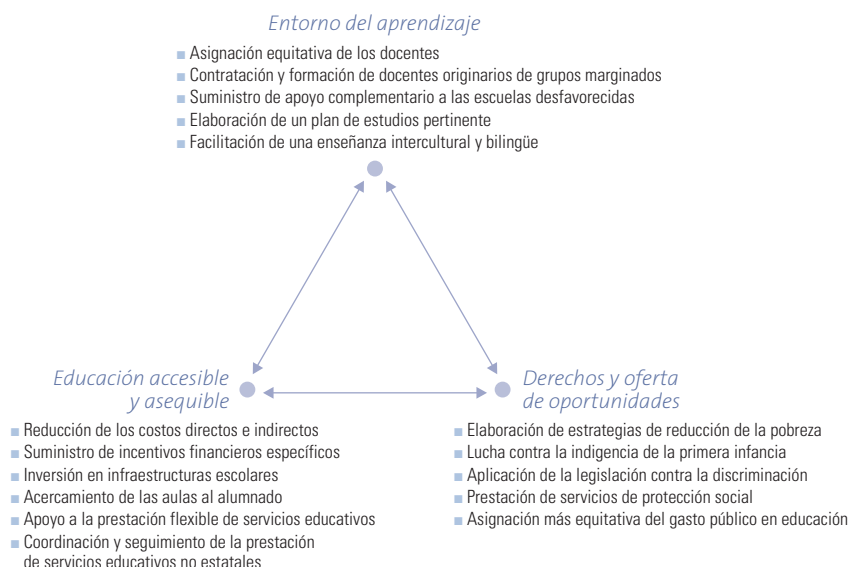 Entorno del aprendizaje
■ Asignación equitativa de los docentes
■ Contratación y formación de docentes originarios de grupos marginados
■ Suministro de apoyo complementario a las escuelas desfavorecidas
■ Elaboración de un plan de estudios pertinente
■ Facilitación de una enseñanza intercultural y bilingüe
Educación accesible
y asequible
■ Reducción de los costos directos e indirectos
■ Suministro de incentivos financieros específicos
■ Inversión en infraestructuras escolares
■ Acercamiento de las aulas al alumnado
■ Apoyo a la prestación flexible de servicios educativos
■ Coordinación y seguimiento de la prestación
de servicios educativos no estatales
Derechos y oferta
de oportunidades
■ Elaboración de estrategias de reducción de la pobreza
■ Lucha contra la indigencia de la primera infancia
■ Aplicación de la legislación contra la discriminación
■ Prestación de servicios de protección social
■ Asignación más equitativa del gasto público en educación